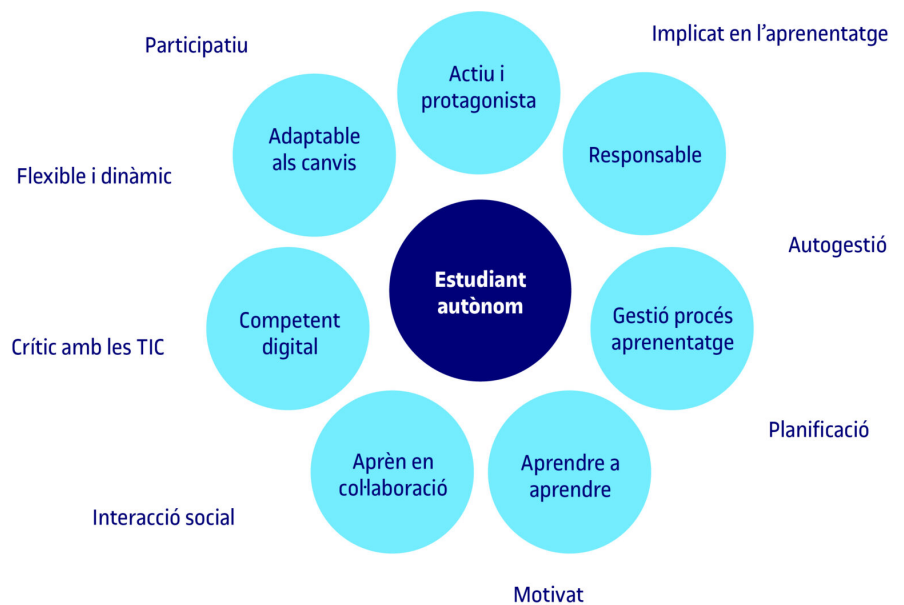 Participatiu
Implicat en l'aprenentatge
Actiu i
protagonista
Adaptable
als canvis
Responsable
Flexible i dinàmic
Autogestió
Estudiant
autònom
Competent
digital
Gestió procés
aprenentatge
Crític amb les TIC
Planificació
Aprèn en
col·laboració
Aprendre a
aprendre
Interacció social
Motivat